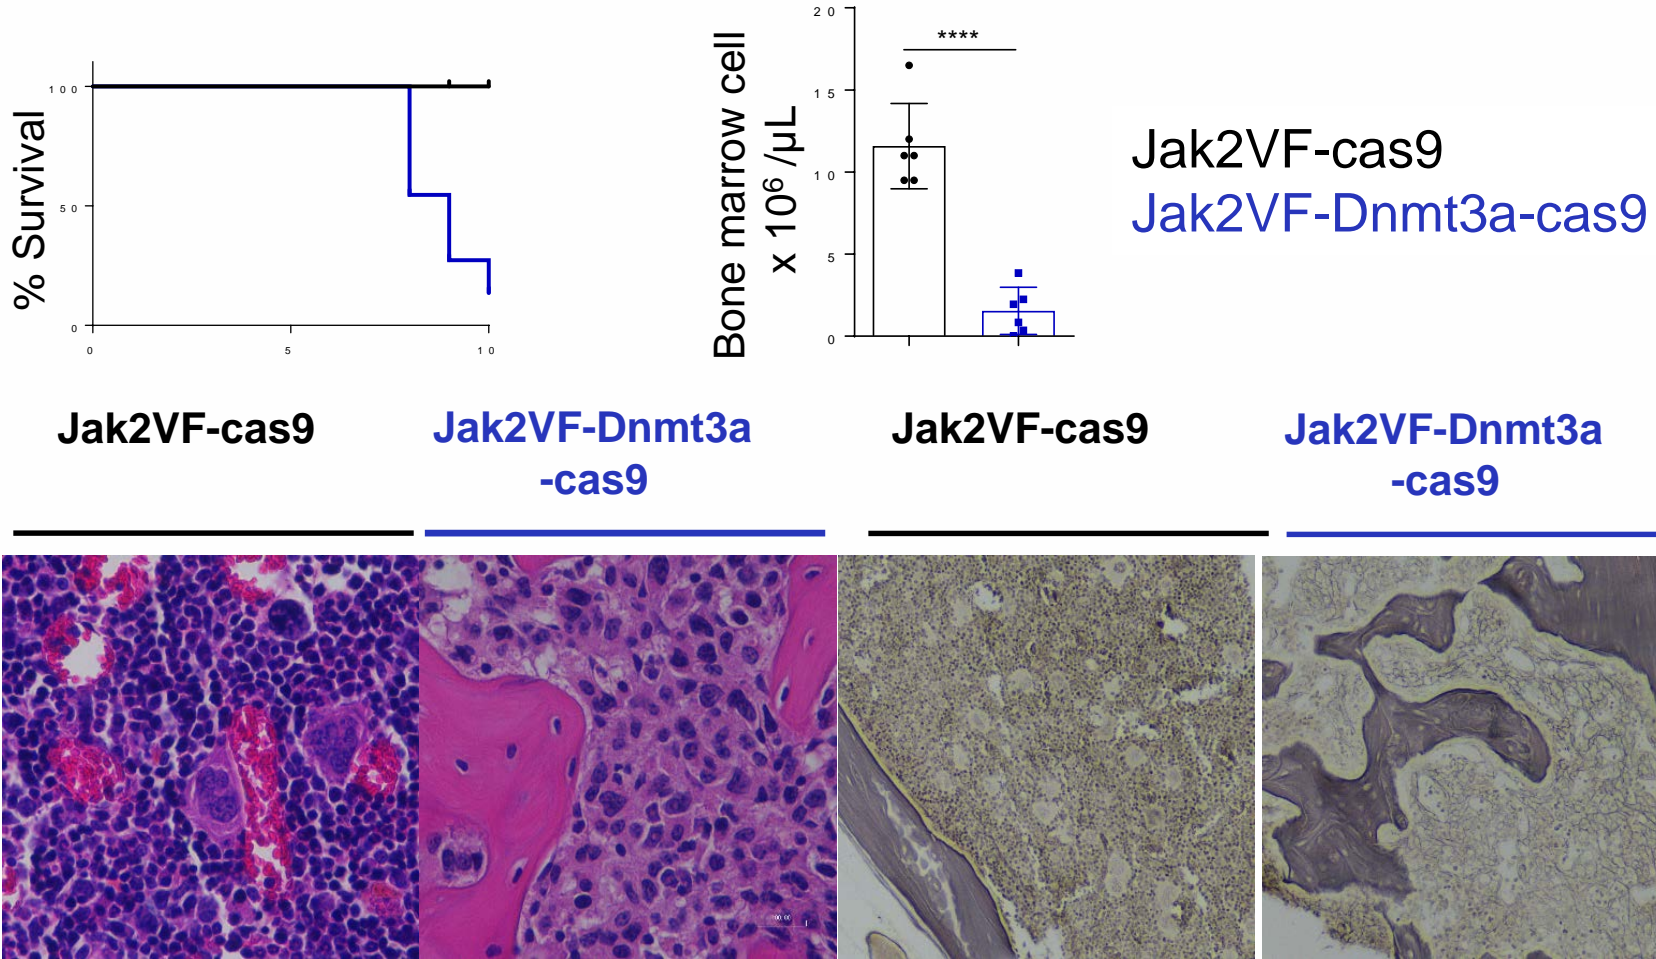 % Survival
100
50
0
0 5 10
Bone marrow cell
x 10⁶ /µL
20
15
10
5
0
****
Jak2VF-cas9
Jak2VF-Dnmt3a-cas9
Jak2VF-cas9
Jak2VF-Dnmt3a
-cas9
Jak2VF-cas9
Jak2VF-Dnmt3a
-cas9